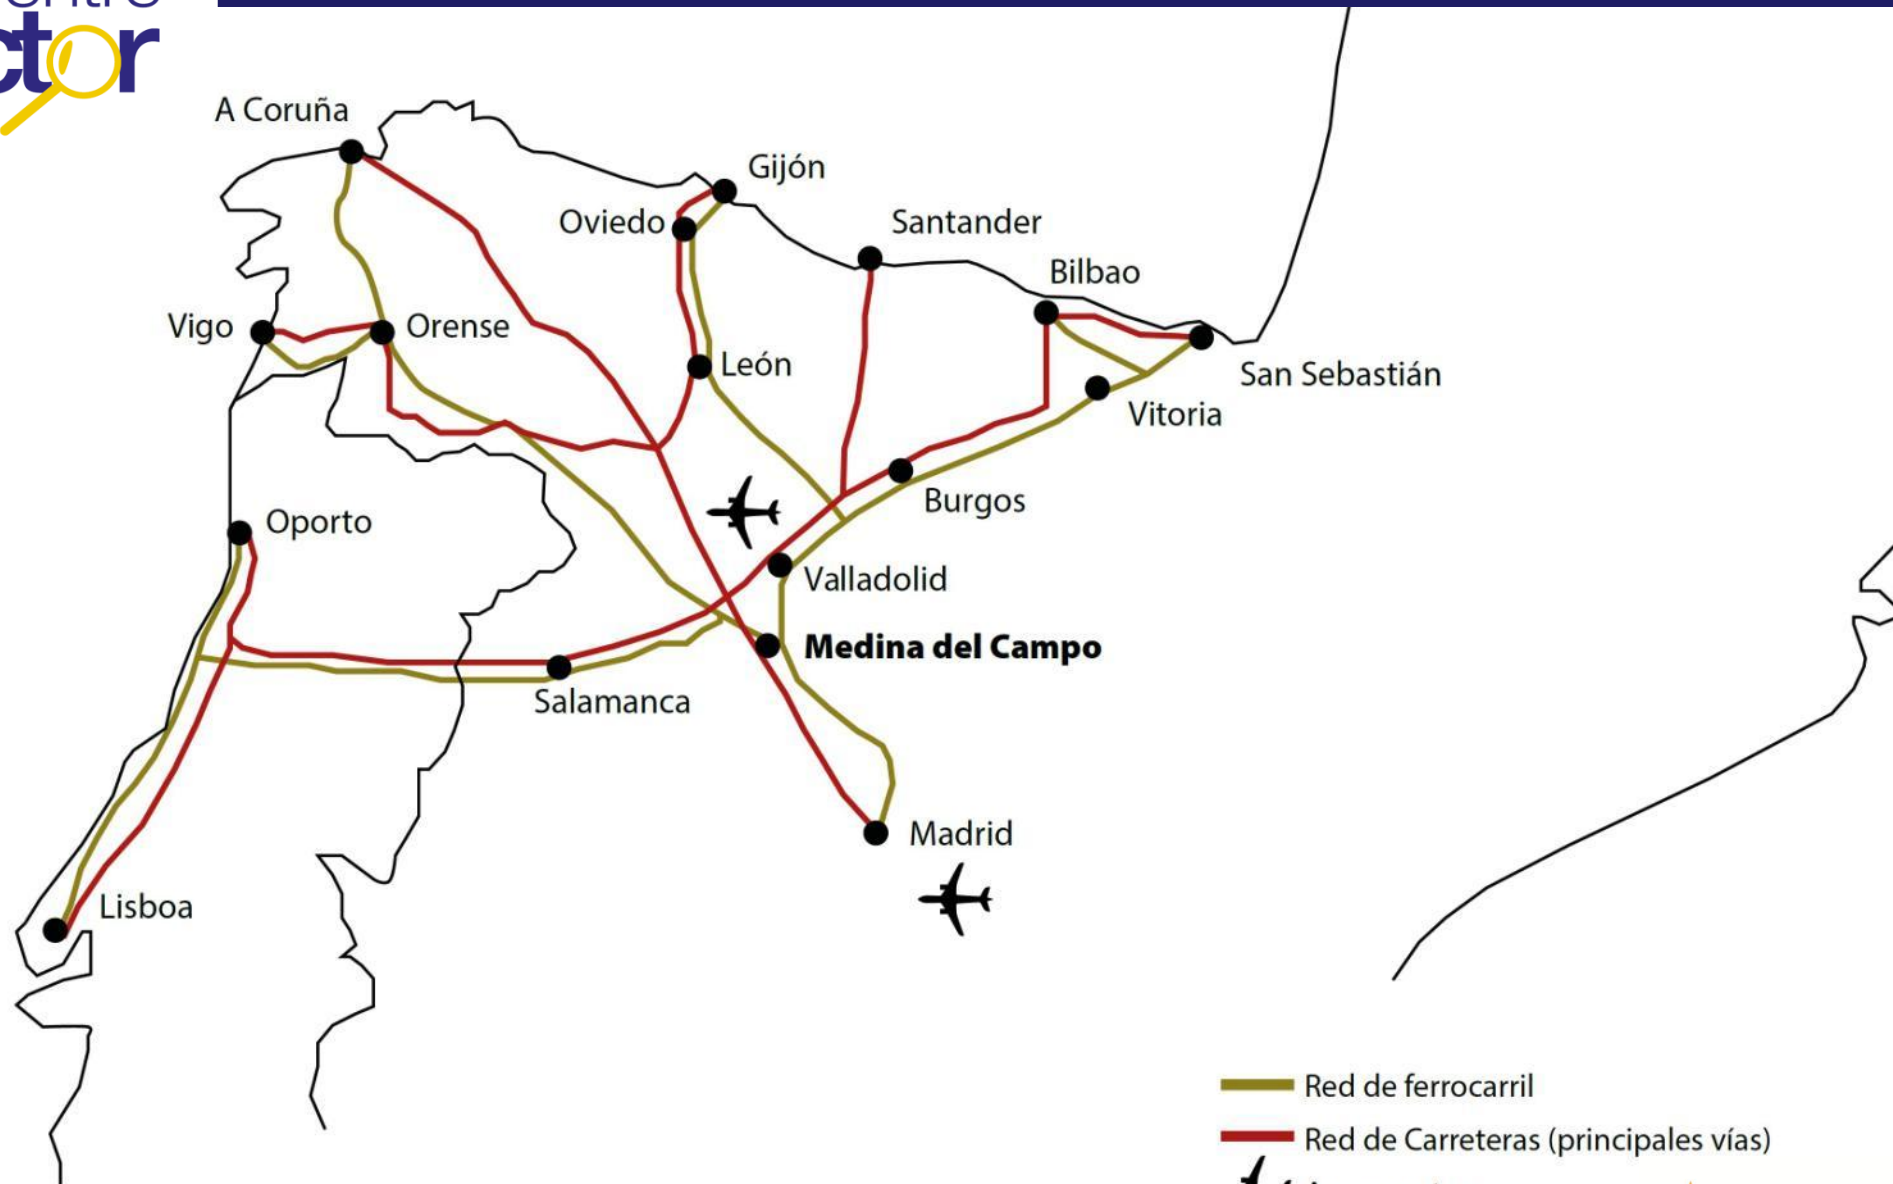 ctor
A Coruña
Gijón
Oviedo
Santander
Bilbao
Vigo
Orense
León
San Sebastián
Vitoria
Burgos
Oporto
Valladolid
Medina del Campo
Salamanca
Madrid
Lisboa
Red de ferrocarril
Red de Carreteras (principales vías)